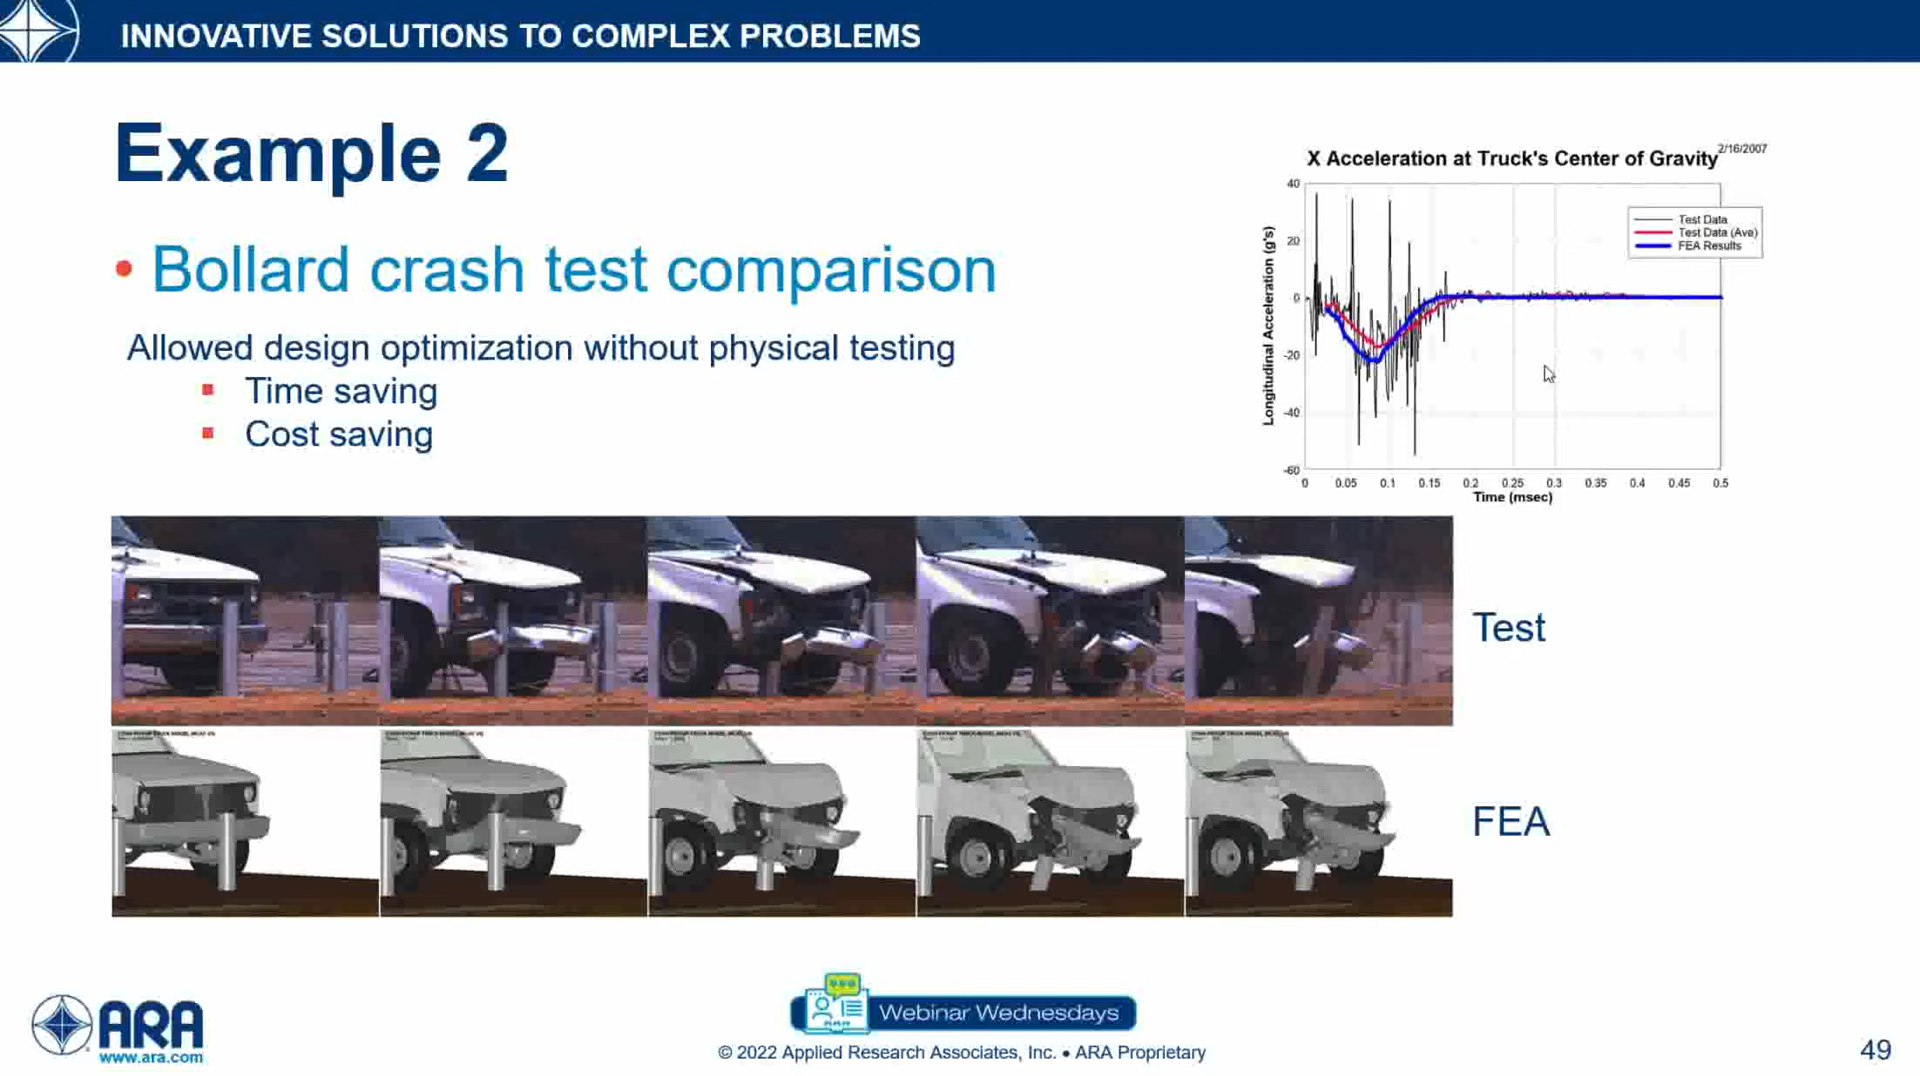 INNOVATIVE SOLUTIONS TO COMPLEX PROBLEMS
Example 2
• Bollard crash test comparison
Allowed design optimization without physical testing
▪ Time saving
▪ Cost saving
2/16/2007
X Acceleration at Truck's Center of Gravity
Longitudinal Acceleration (g's)
40
20
0
-20
-40
-60
Test Data
Test Data (Ave)
FEA Results
0 0.05 0.1 0.15 0.2 0.25 0.3 0.35 0.4 0.45 0.5
Time (msec)
Test
FEA
ARA
www.ara.com
Webinar Wednesdays
© 2022 Applied Research Associates, Inc. • ARA Proprietary
49